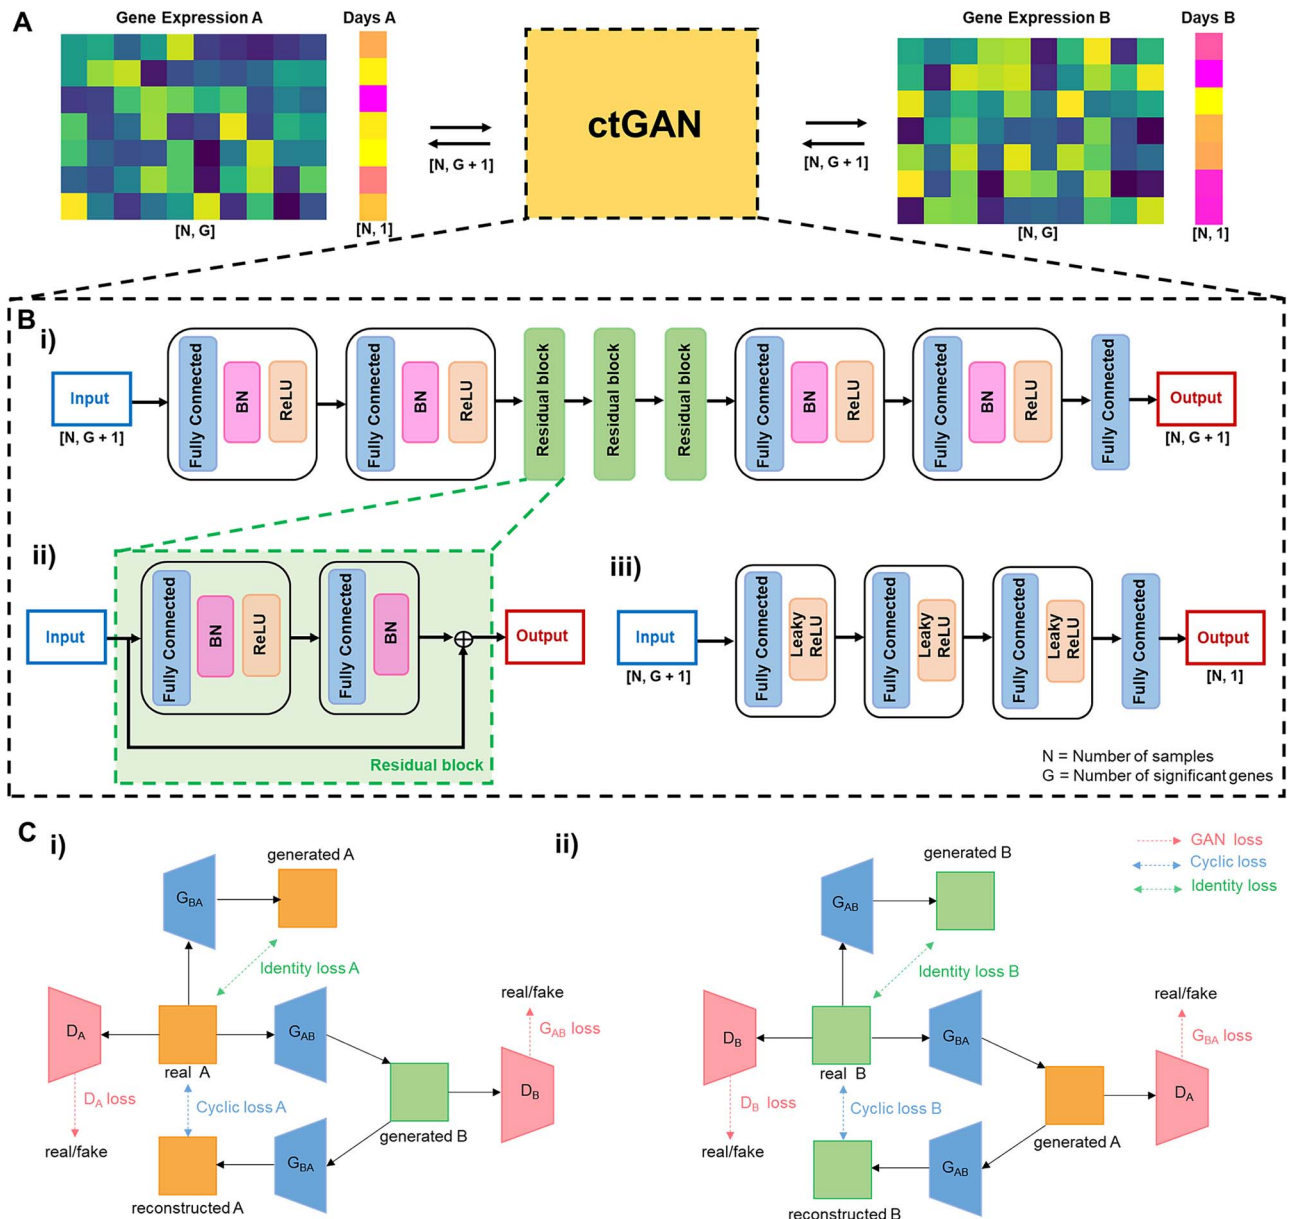 A
Gene Expression A
Days A
Gene Expression B
Days B
ctGAN
[N, G + 1]
[N, G + 1]
[N, G]
[N, 1]
[N, G]
[N, 1]
B
i)
Input
[N, G + 1]
Fully Connected
BN
ReLU
Fully Connected
BN
ReLU
Residual block
Residual block
Residual block
Fully Connected
BN
ReLU
Fully Connected
BN
ReLU
Fully Connected
Output
[N, G + 1]
ii)
Input
Fully Connected
BN
ReLU
Fully Connected
BN
Output
Residual block
iii)
Input
[N, G + 1]
Fully Connected
Leaky
ReLU
Fully Connected
Leaky
ReLU
Fully Connected
Leaky
ReLU
Fully Connected
Output
[N, 1]
N = Number of samples
G = Number of significant genes
C
i)
generated A
GBA
Identity loss A
DA
real A
GAB
real/fake
GAB loss
DA loss
Cyclic loss A
DB
generated B
real/fake
GBA
reconstructed A
ii)
generated B
GAB
Identity loss B
DB
real B
GBA
real/fake
GBA loss
DB loss
Cyclic loss B
DA
generated A
real/fake
GAB
reconstructed B
GAN loss
Cyclic loss
Identity loss